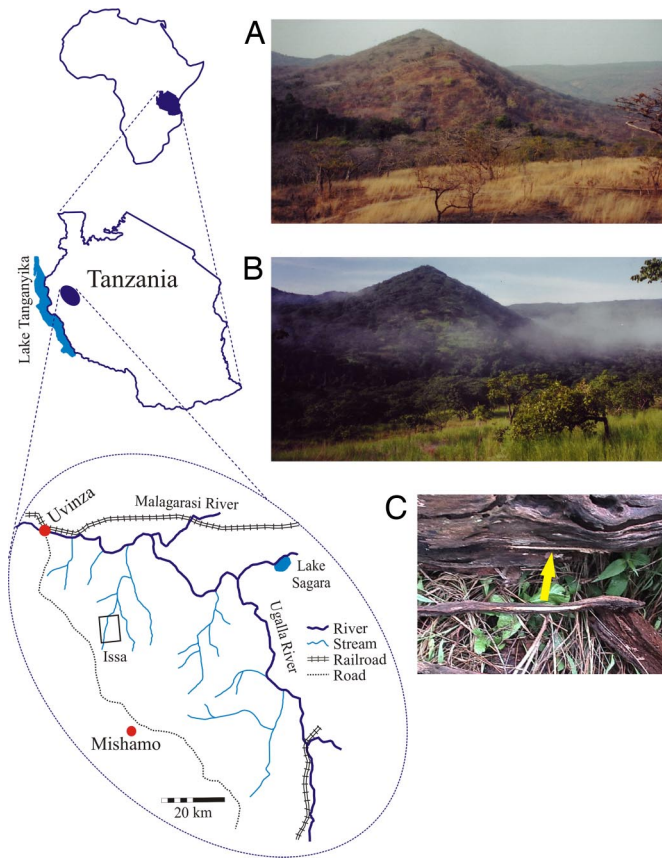 A
Tanzania
Lake Tanganyika
B
Uvinza
Malagarasi River
Lake
Sagara
Ugalla River
Issa
Mishamo
River
Stream
Railroad
Road
20 km
C